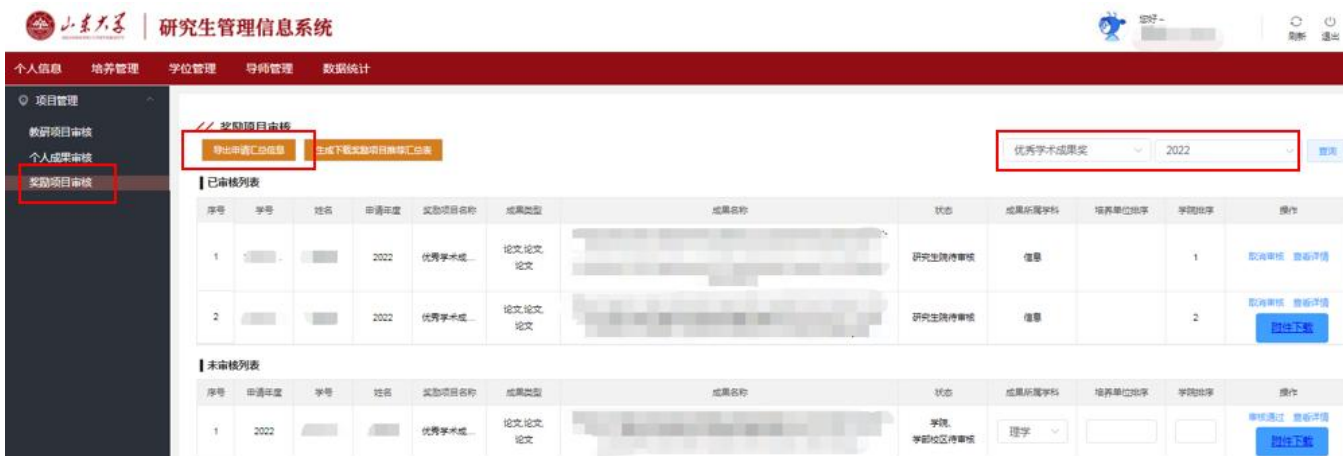 山东大学 研究生管理信息系统
您好~
刷新 退出
个人信息 培养管理 学位管理 导师管理 数据统计
项目管理
教研项目审核
个人成果审核
奖励项目审核
奖励项目审核
导出申请汇总信息 生成下载奖励项目推荐汇总表
优秀学术成果奖 2022 查询
已审核列表
序号 学号 姓名 申请年度 奖励项目名称 成果类型 成果名称 状态 成果所属学科 培养单位排序 学院排序 操作
1 2022 优秀学术成... 论文,论文,论文 研究生院待审核 信息 1 取消审核 查看详情
2 2022 优秀学术成... 论文,论文,论文 研究生院待审核 信息 2 取消审核 查看详情
附件下载
未审核列表
序号 申请年度 学号 姓名 奖励项目名称 成果类型 成果名称 状态 成果所属学科 培养单位排序 学院排序 操作
1 2022 优秀学术成... 论文,论文,论文 学院,学部校区待审核 理学 审核通过 查看详情
附件下载